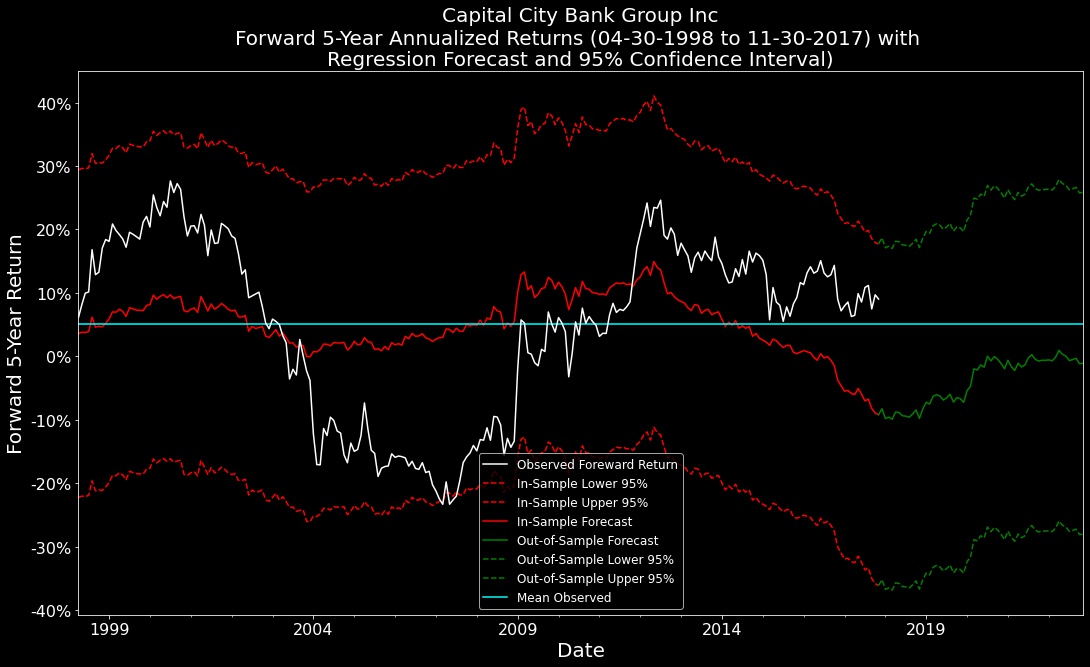 Capital City Bank Group Inc
Forward 5-Year Annualized Returns (04-30-1998 to 11-30-2017) with
Regression Forecast and 95% Confidence Interval)
Forward 5-Year Return
40%
30%
20%
10%
0%
-10%
-20%
-30%
-40%
Observed Foreward Return
In-Sample Lower 95%
In-Sample Upper 95%
In-Sample Forecast
Out-of-Sample Forecast
Out-of-Sample Lower 95%
Out-of-Sample Upper 95%
Mean Observed
1999 2004 2009 2014 2019
Date